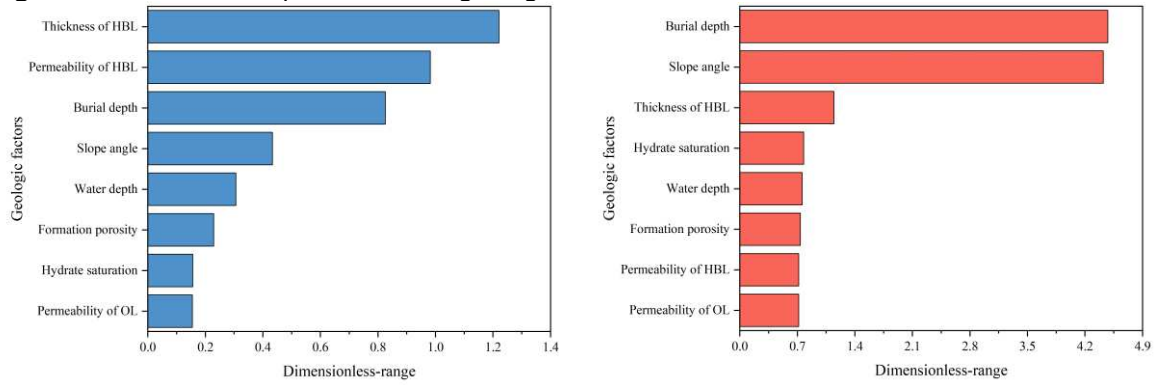 Thickness of HBL
Permeability of HBL
Burial depth
Slope angle
Water depth
Formation porosity
Hydrate saturation
Permeability of OL
Geologic factors
0.0 0.2 0.4 0.6 0.8 1.0 1.2 1.4
Dimensionless-range
Burial depth
Slope angle
Thickness of HBL
Hydrate saturation
Water depth
Formation porosity
Permeability of HBL
Permeability of OL
Geologic factors
0.0 0.7 1.4 2.1 2.8 3.5 4.2 4.9
Dimensionless-range